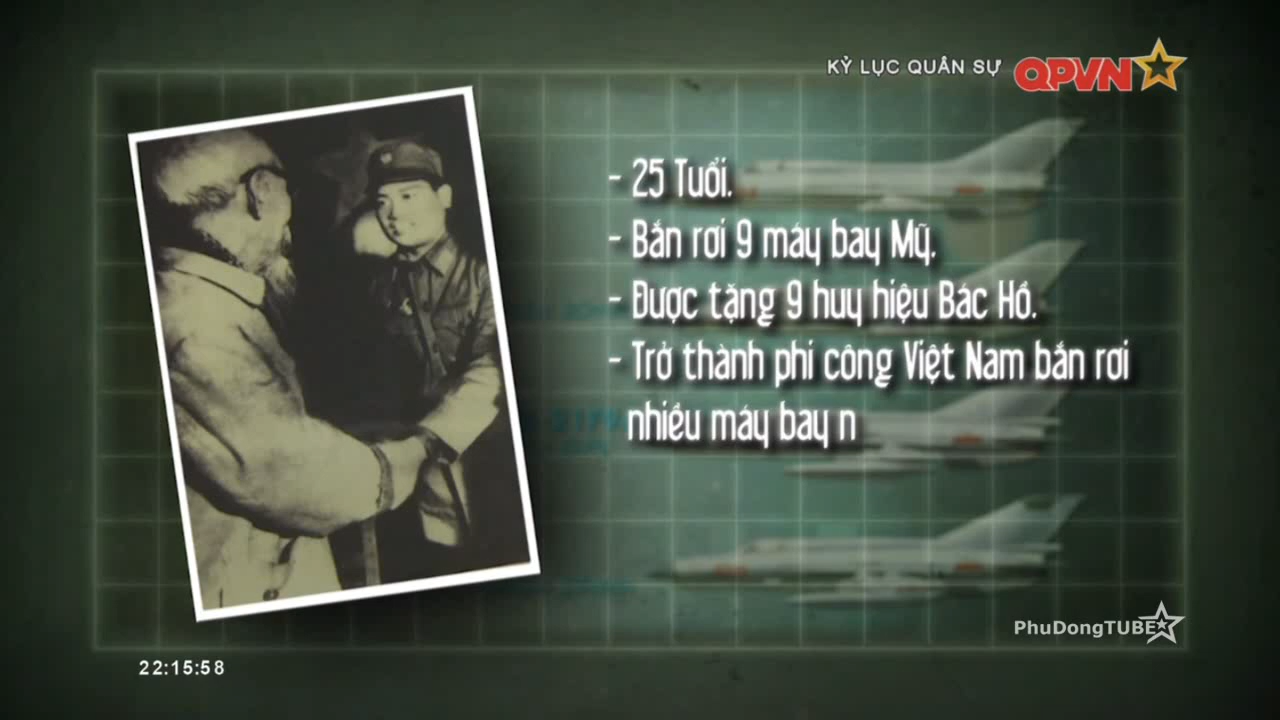 KỶ LỤC QUÂN SỰ QPVN
- 25 Tuổi.
- Bắn rơi 9 máy bay Mỹ.
- Được tặng 9 huy hiệu Bác Hồ.
- Trở thành phi công Việt Nam bắn rơi
nhiều máy bay n
PhuDongTUBE
22:15:58